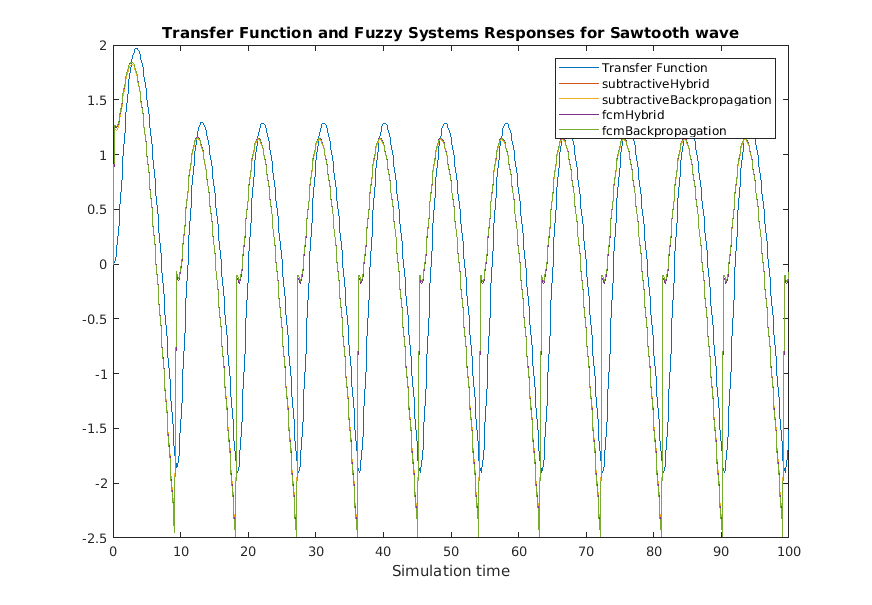 Transfer Function and Fuzzy Systems Responses for Sawtooth wave
2
1.5
1
0.5
0
-0.5
-1
-1.5
-2
-2.5
Transfer Function
subtractiveHybrid
subtractiveBackpropagation
fcmHybrid
fcmBackpropagation
0 10 20 30 40 50 60 70 80 90 100
Simulation time